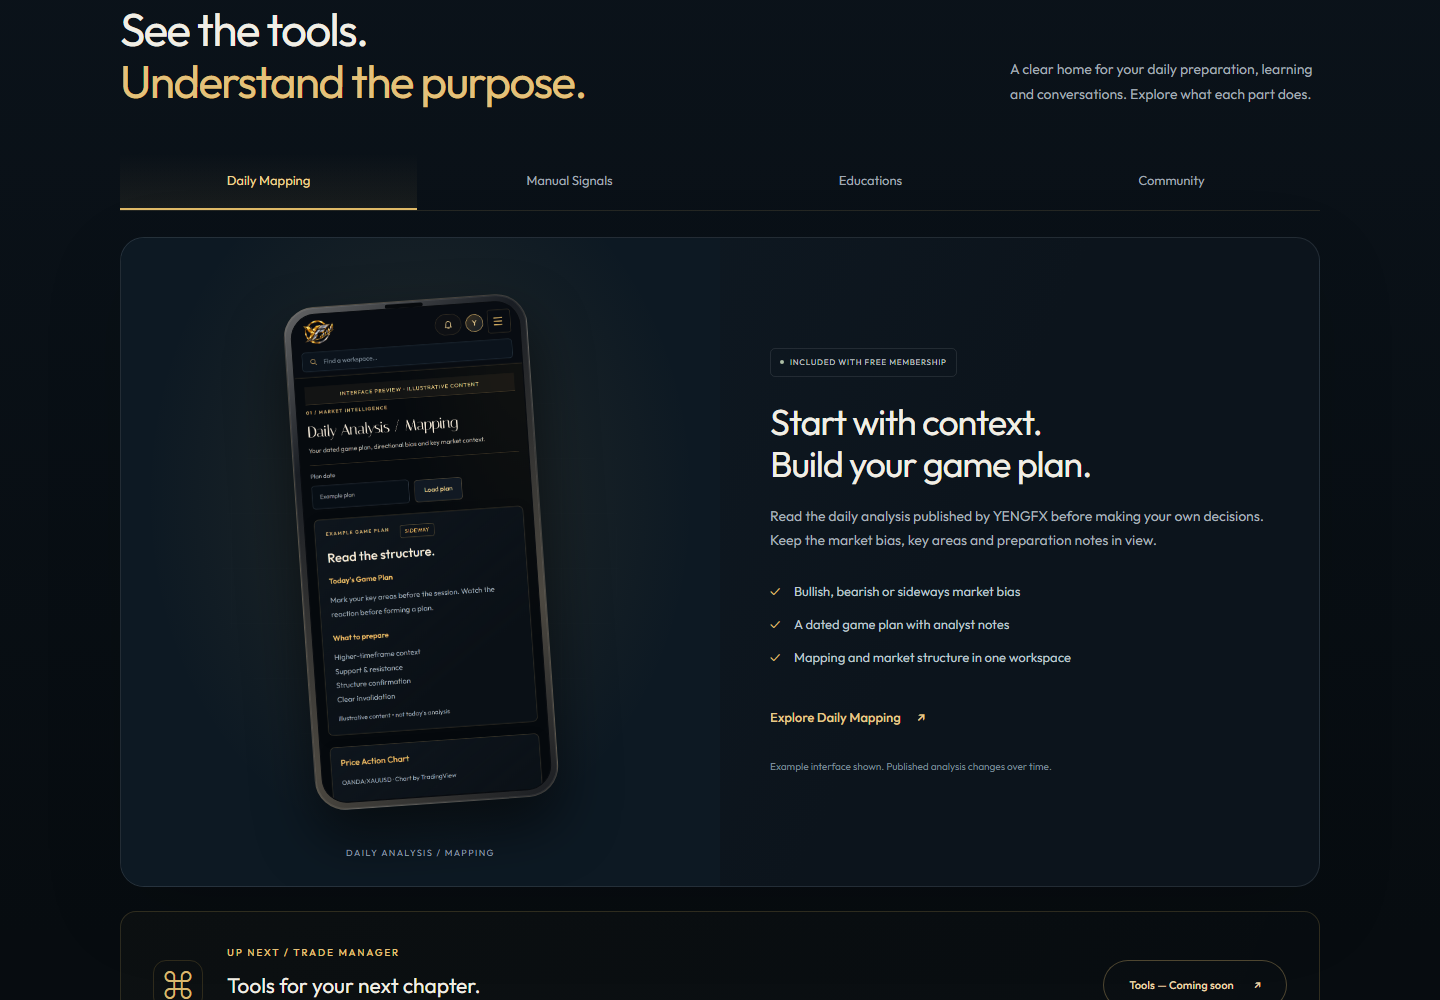 See the tools.
Understand the purpose.
A clear home for your daily preparation, learning
and conversations. Explore what each part does.
Daily Mapping
Manual Signals
Educations
Community
Y
Find a workspace...
INTERFACE PREVIEW · ILLUSTRATIVE CONTENT
01 / MARKET INTELLIGENCE
Daily Analysis / Mapping
Your dated game plan, directional bias and key market context.
Plan date
Example plan
Load plan
EXAMPLE GAME PLAN
SIDEWAY
Read the structure.
Today's Game Plan
Mark your key areas before the session. Watch the
reaction before forming a plan.
What to prepare
Higher-timeframe context
Support & resistance
Structure confirmation
Clear invalidation
Illustrative content • not today's analysis
Price Action Chart
OANDA:XAUUSD · Chart by TradingView
DAILY ANALYSIS / MAPPING
INCLUDED WITH FREE MEMBERSHIP
Start with context.
Build your game plan.
Read the daily analysis published by YENGFX before making your own decisions.
Keep the market bias, key areas and preparation notes in view.
Bullish, bearish or sideways market bias
A dated game plan with analyst notes
Mapping and market structure in one workspace
Explore Daily Mapping
Example interface shown. Published analysis changes over time.
UP NEXT / TRADE MANAGER
Tools for your next chapter.
Tools — Coming soon